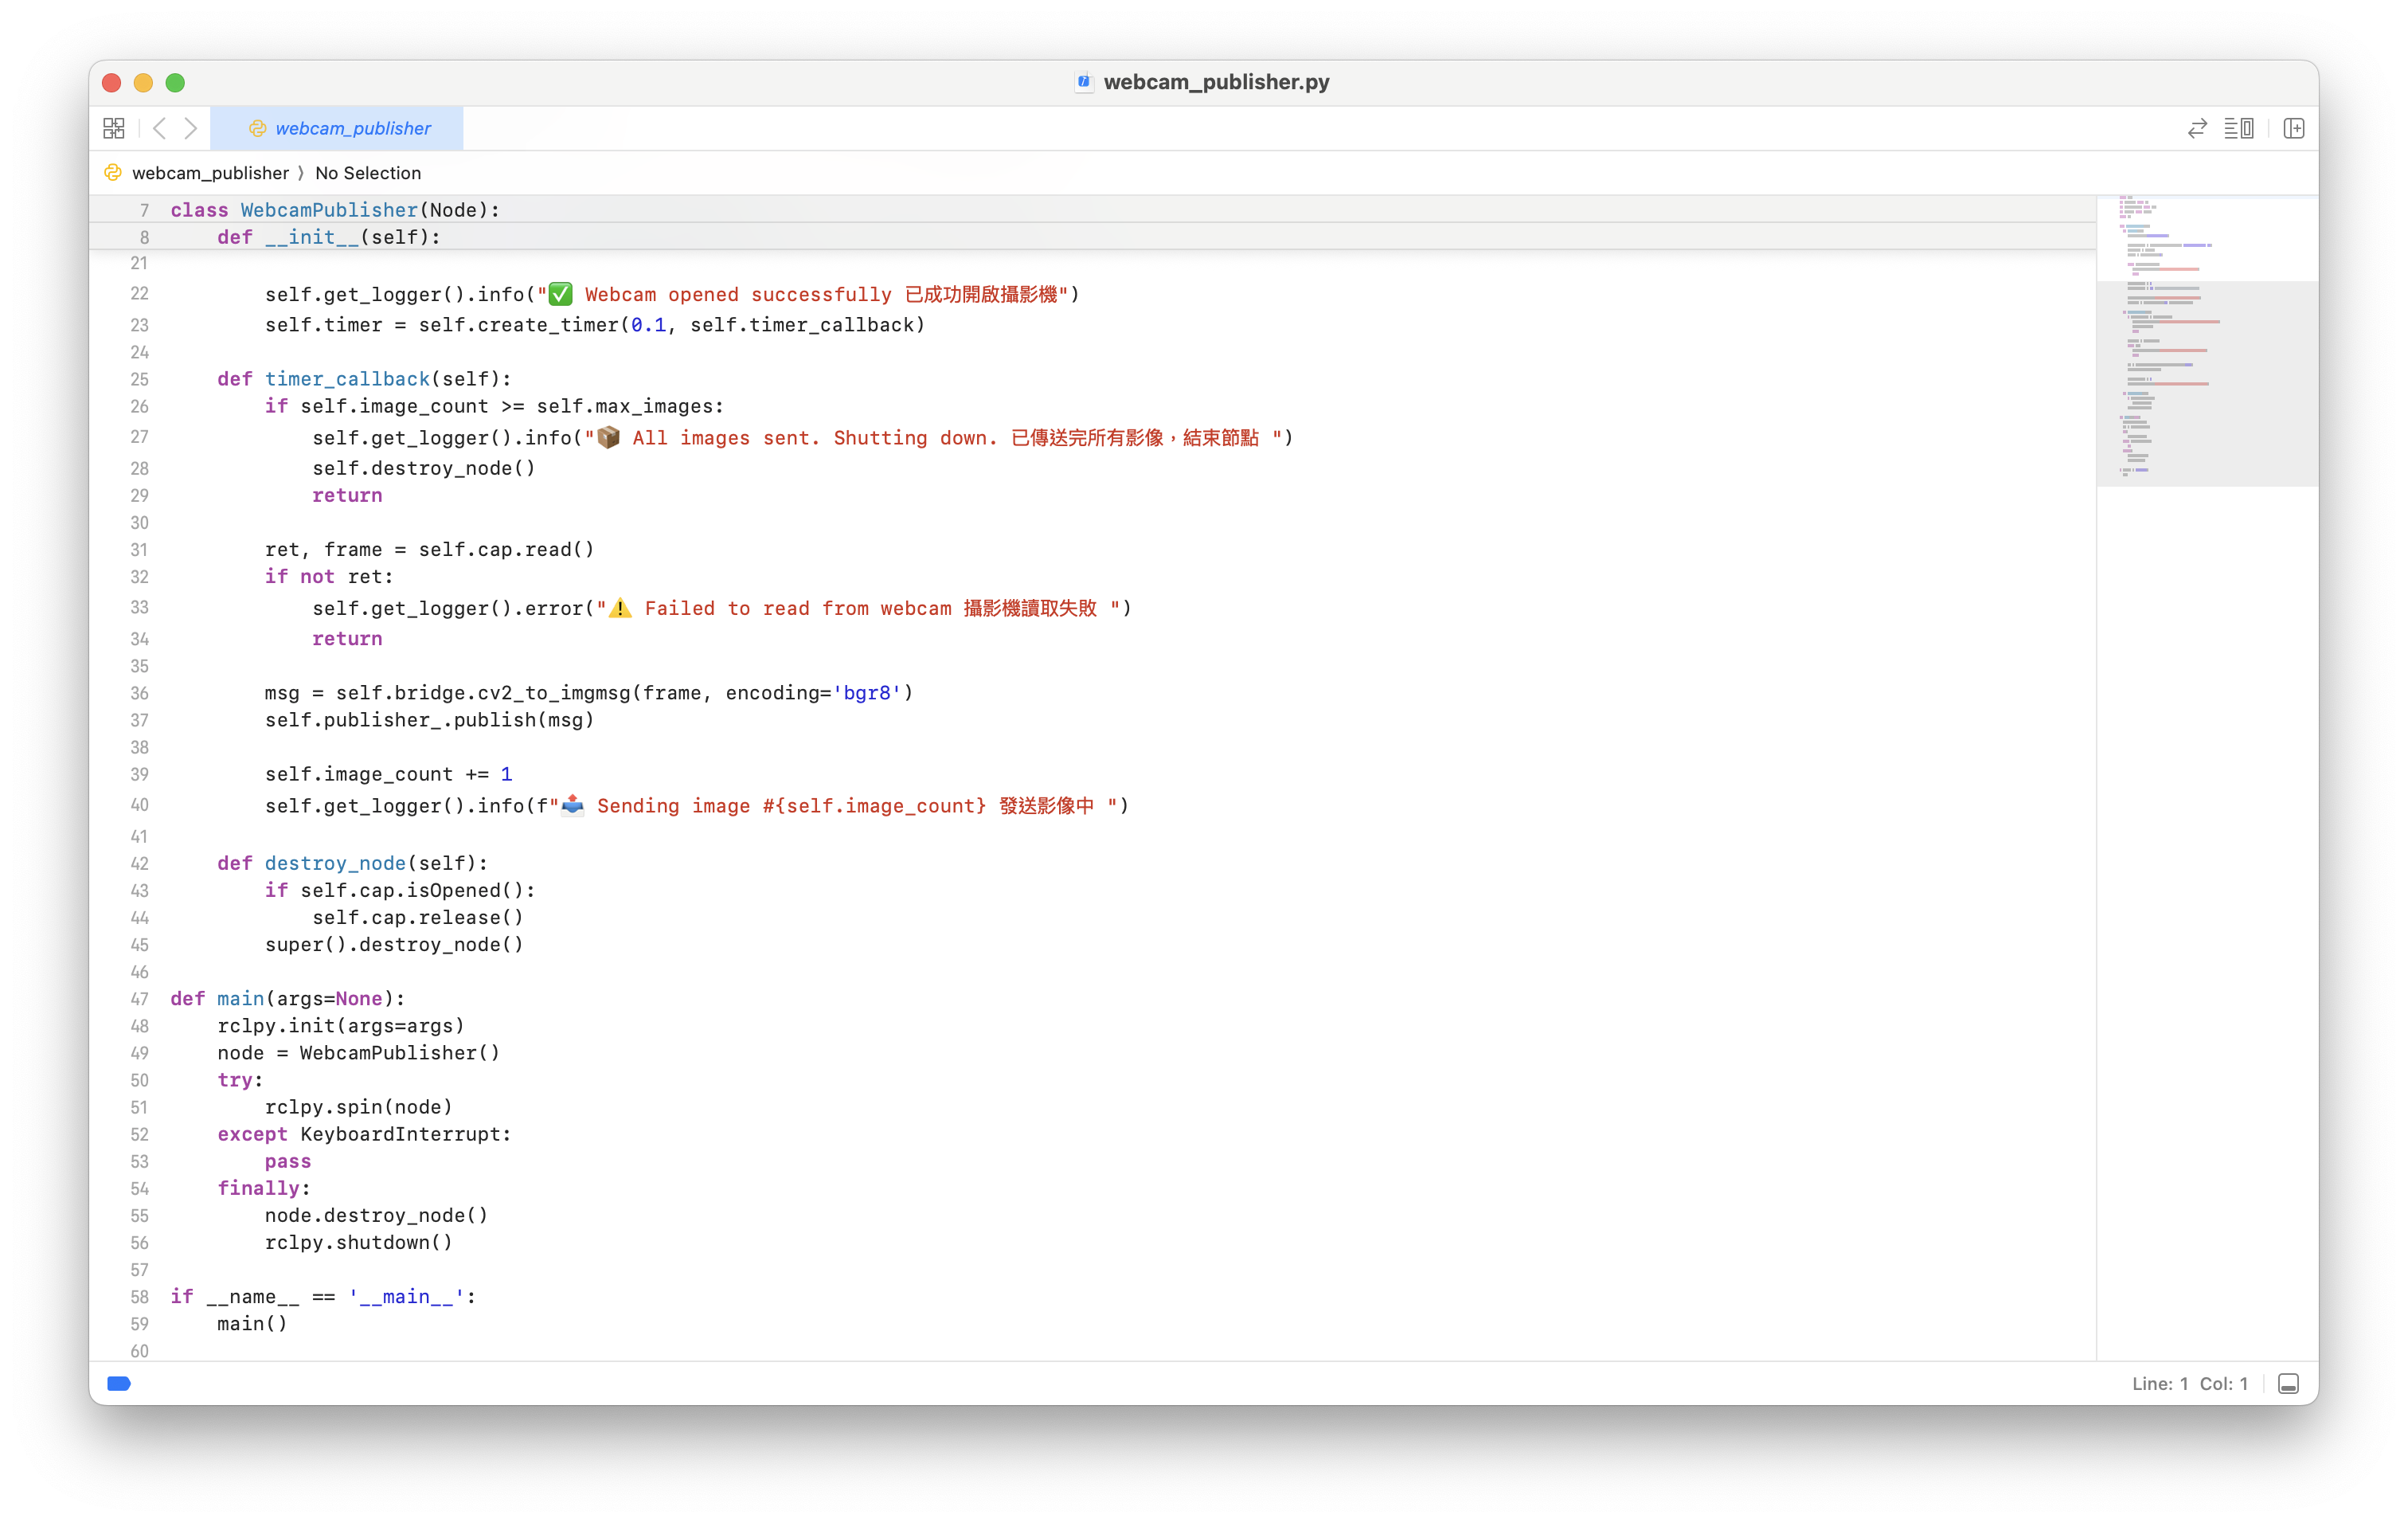 webcam_publisher.py
webcam_publisher
webcam_publisher 〉 No Selection
7 class WebcamPublisher(Node):
8     def __init__(self):
21
22         self.get_logger().info("✅ Webcam opened successfully 已成功開啟攝影機")
23         self.timer = self.create_timer(0.1, self.timer_callback)
24
25     def timer_callback(self):
26         if self.image_count >= self.max_images:
27             self.get_logger().info("📦 All images sent. Shutting down. 已傳送完所有影像，結束節點 ")
28             self.destroy_node()
29             return
30
31         ret, frame = self.cap.read()
32         if not ret:
33             self.get_logger().error("⚠️ Failed to read from webcam 攝影機讀取失敗 ")
34             return
35
36         msg = self.bridge.cv2_to_imgmsg(frame, encoding='bgr8')
37         self.publisher_.publish(msg)
38
39         self.image_count += 1
40         self.get_logger().info(f"📤 Sending image #{self.image_count} 發送影像中 ")
41
42     def destroy_node(self):
43         if self.cap.isOpened():
44             self.cap.release()
45         super().destroy_node()
46
47 def main(args=None):
48     rclpy.init(args=args)
49     node = WebcamPublisher()
50     try:
51         rclpy.spin(node)
52     except KeyboardInterrupt:
53         pass
54     finally:
55         node.destroy_node()
56         rclpy.shutdown()
57
58 if __name__ == '__main__':
59     main()
60
Line: 1 Col: 1